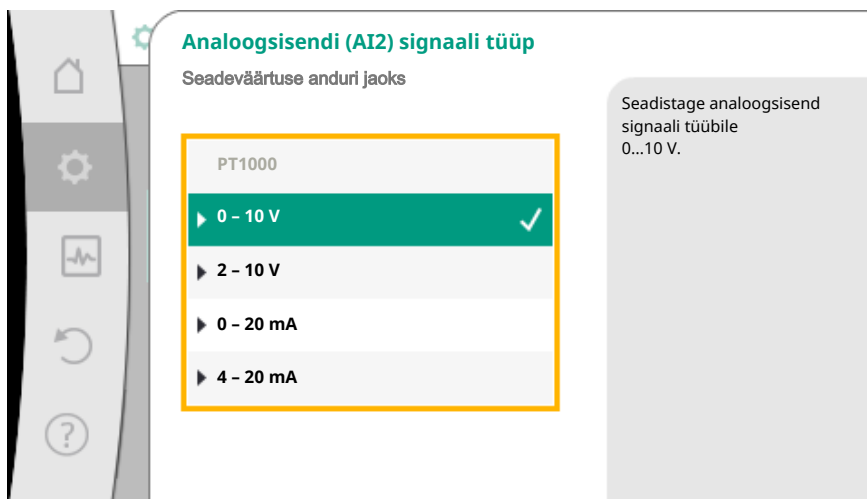 Analoogsisendi (AI2) signaali tüüp
Seadeväärtuse anduri jaoks
PT1000
0 – 10 V
2 – 10 V
0 – 20 mA
4 – 20 mA
Seadistage analoogsisend
signaali tüübile
0...10 V.
?